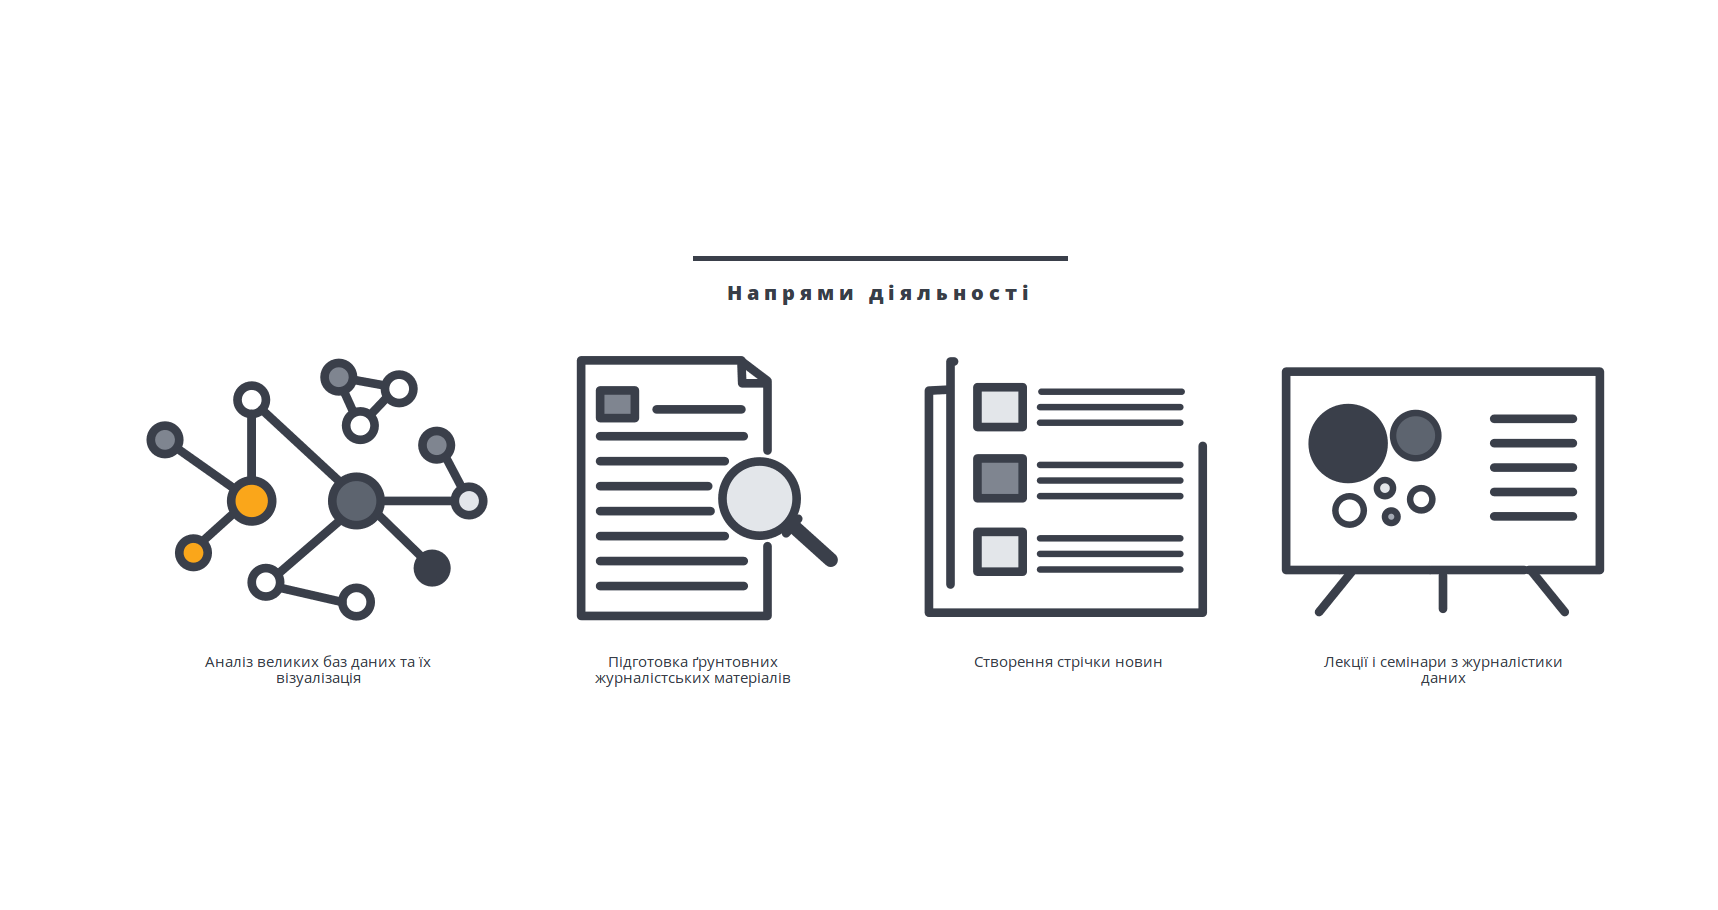 Напрями діяльності
Аналіз великих баз даних та їх
візуалізація
Підготовка ґрунтовних
журналістських матеріалів
Створення стрічки новин
Лекції і семінари з журналістики
даних